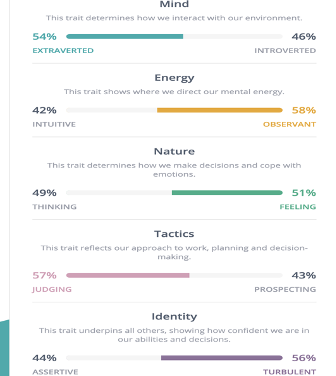 Mind
This trait determines how we interact with our environment.
54% 46%
EXTRAVERTED INTROVERTED
Energy
This trait shows where we direct our mental energy.
42% 58%
INTUITIVE OBSERVANT
Nature
This trait determines how we make decisions and cope with
emotions.
49% 51%
THINKING FEELING
Tactics
This trait reflects our approach to work, planning and decision-
making.
57% 43%
JUDGING PROSPECTING
Identity
This trait underpins all others, showing how confident we are in
our abilities and decisions.
44% 56%
ASSERTIVE TURBULENT